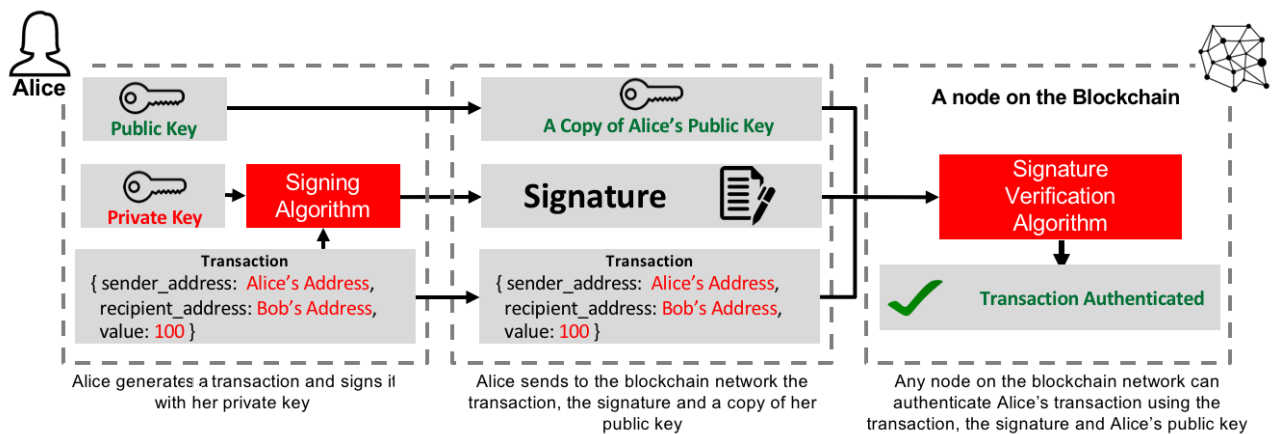 Alice
Public Key
Private Key
Signing
Algorithm
Transaction
{ sender_address: Alice's Address,
recipient_address: Bob's Address,
value: 100 }
Alice generates a transaction and signs it
with her private key
A Copy of Alice's Public Key
Signature
Transaction
{ sender_address: Alice's Address,
recipient_address: Bob's Address,
value: 100 }
Alice sends to the blockchain network the
transaction, the signature and a copy of her
public key
A node on the Blockchain
Signature
Verification
Algorithm
Transaction Authenticated
Any node on the blockchain network can
authenticate Alice's transaction using the
transaction, the signature and Alice's public key